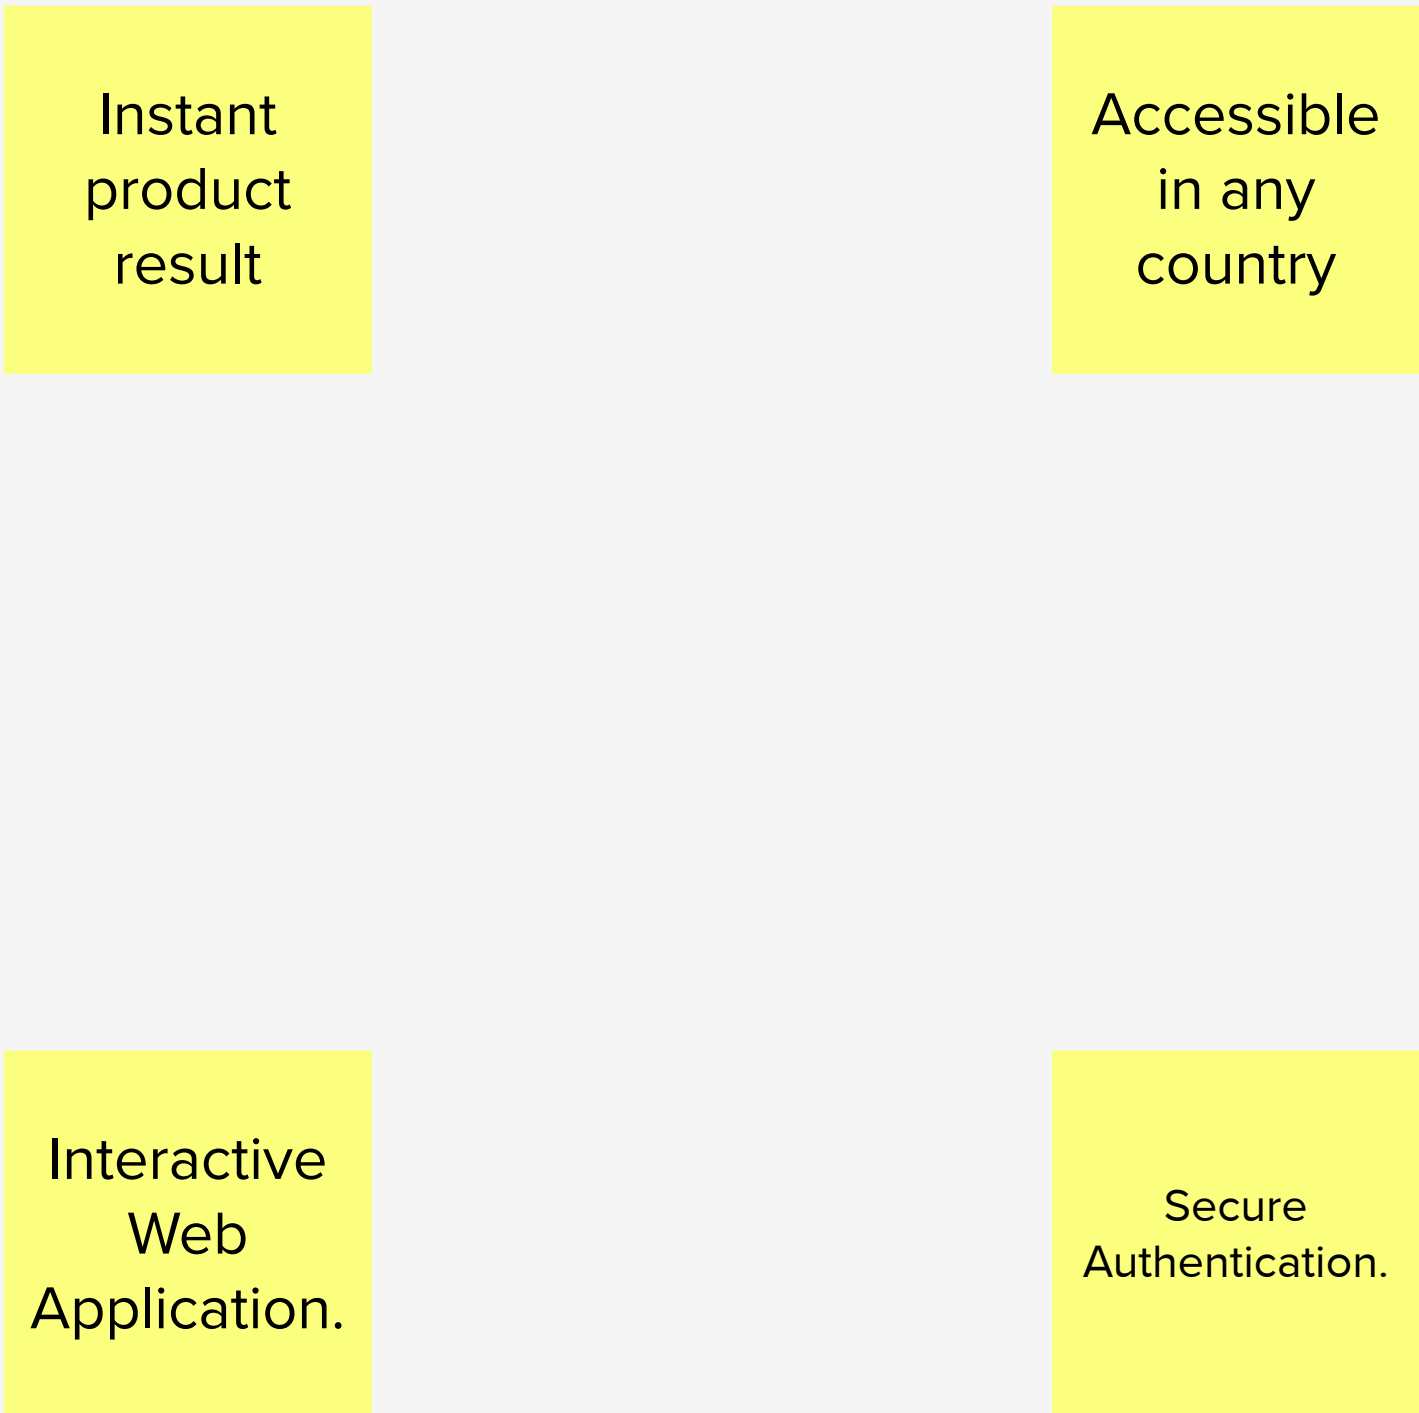 Instant
product
result
Accessible
in any
country
Interactive
Web
Application.
Secure
Authentication.